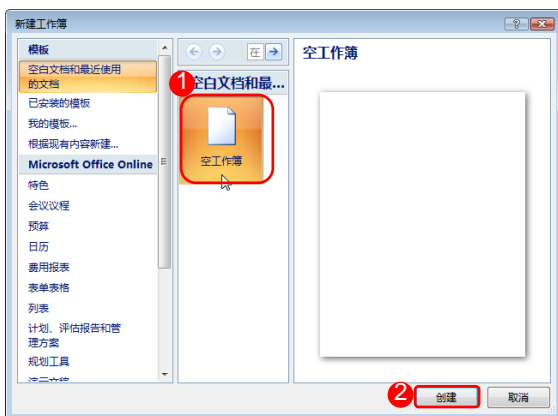 新建工作簿
模板
空白文档和最近使用
的文档
已安装的模板
我的模板...
根据现有内容新建...
Microsoft Office Online
特色
会议议程
预算
日历
费用报表
表单表格
列表
计划、评估报告和管
理方案
规划工具
演示文稿
在
1
空白文档和最...
空工作簿
空工作簿
2
创建
取消